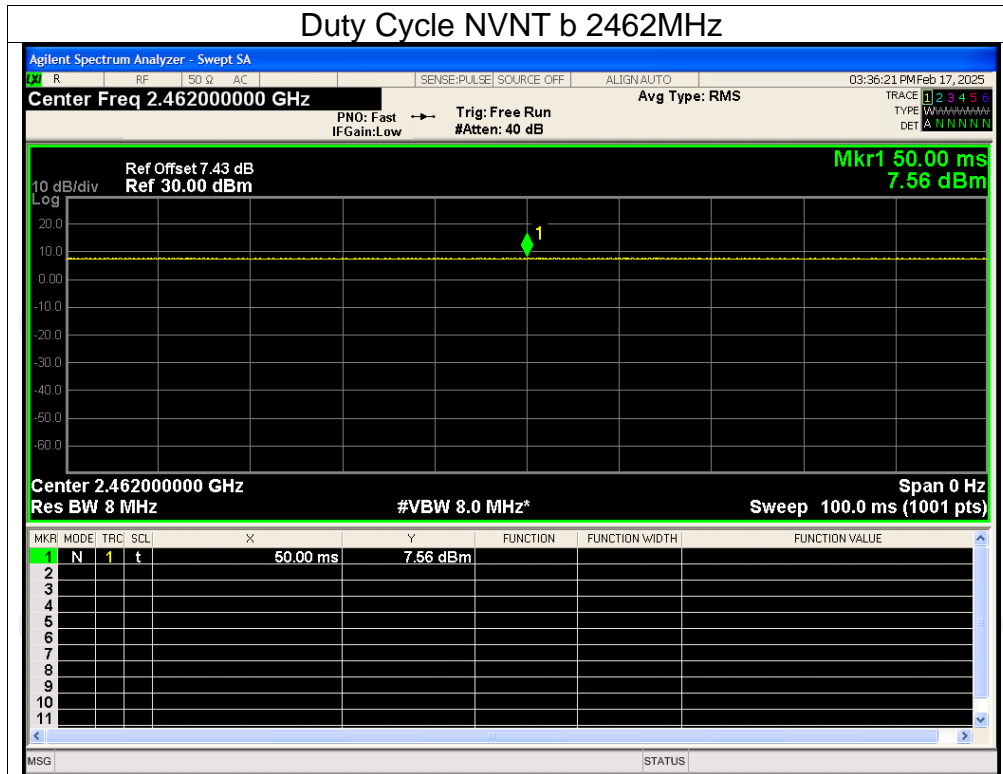 Duty Cycle NVNT b 2462MHz
Agilent Spectrum Analyzer - Swept SA
LXI R RF 50 Ω AC SENSE:PULSE SOURCE OFF ALIGN AUTO 03:36:21 PM Feb 17, 2025
Center Freq 2.462000000 GHz Avg Type: RMS TRACE 1 2 3 4 5 6
PNO: Fast Trig: Free Run TYPE WWWWWW
IFGain:Low #Atten: 40 dB DET A N N N N N
Mkr1 50.00 ms
Ref Offset 7.43 dB
10 dB/div Ref 30.00 dBm 7.56 dBm
Log
20.0
1
10.0
0.00
-10.0
-20.0
-30.0
-40.0
-50.0
-60.0
Center 2.462000000 GHz Span 0 Hz
Res BW 8 MHz #VBW 8.0 MHz* Sweep 100.0 ms (1001 pts)
MKR MODE TRC SCL X Y FUNCTION FUNCTION WIDTH FUNCTION VALUE
1 N 1 t 50.00 ms 7.56 dBm
2
3
4
5
6
7
8
9
10
11
MSG STATUS